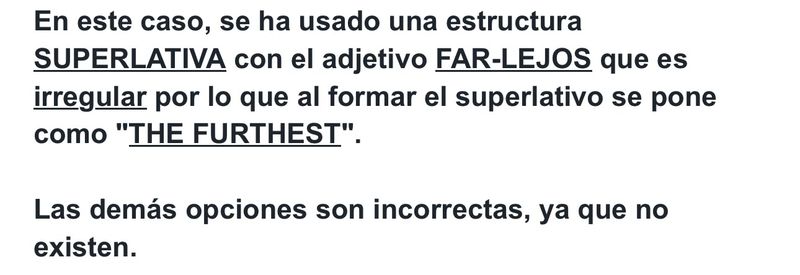 En este caso, se ha usado una estructura
SUPERLATIVA con el adjetivo FAR-LEJOS que es
irregular por lo que al formar el superlativo se pone
como "THE FURTHEST".
Las demás opciones son incorrectas, ya que no
existen.